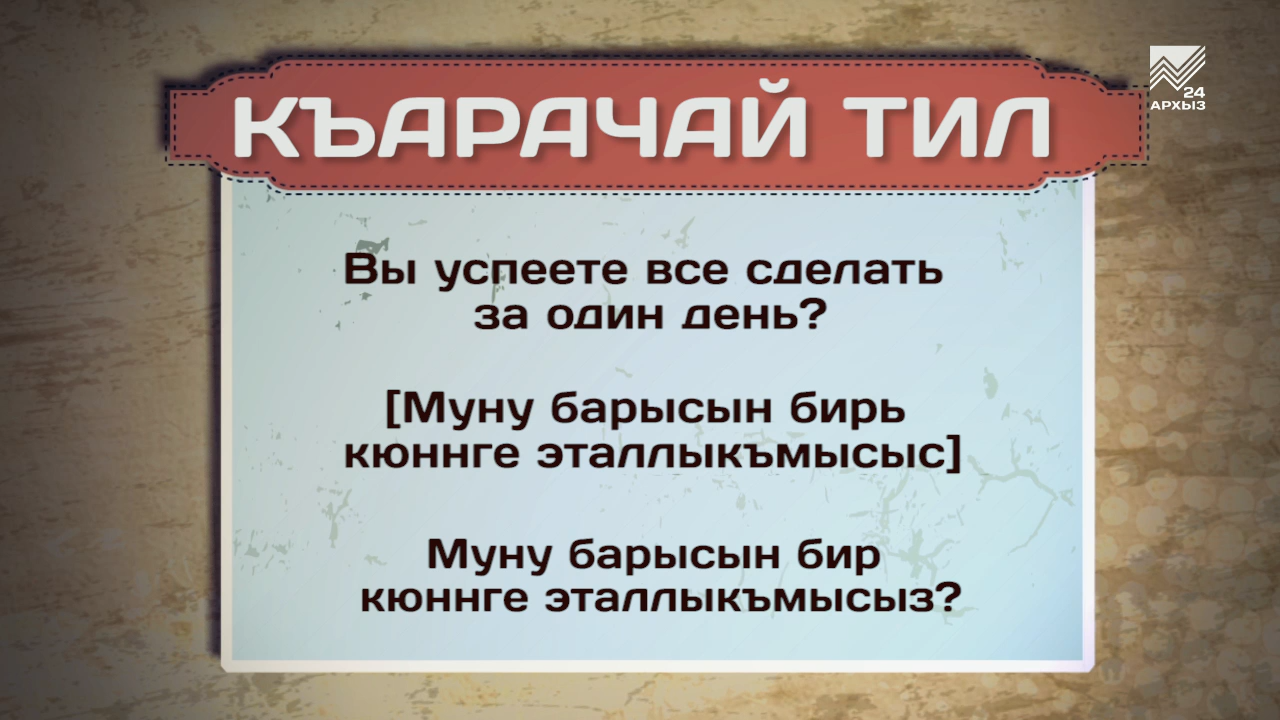 24
АРХЫЗ
КЪАРАЧАЙ ТИЛ
Вы успеете все сделать
за один день?
[Муну барысын бирь
кюннге эталлыкъмысыс]
Муну барысын бир
кюннге эталлыкъмысыз?